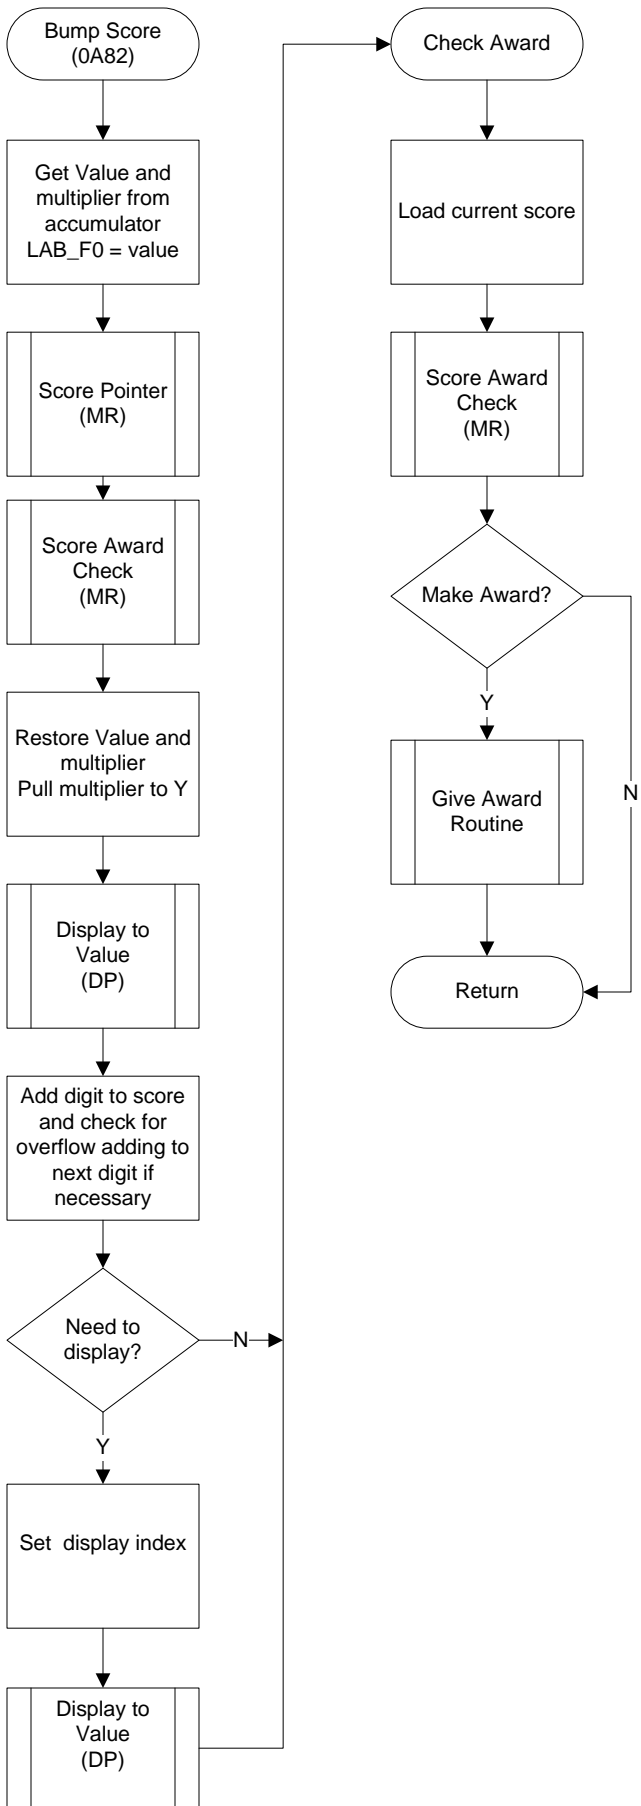 Bump Score
(0A82)
Get Value and
multiplier from
accumulator
LAB_F0 = value
Score Pointer
(MR)
Score Award
Check
(MR)
Restore Value and
multiplier
Pull multiplier to Y
Display to
Value
(DP)
Add digit to score
and check for
overflow adding to
next digit if
necessary
Need to
display?
N
Y
Set display index
Display to
Value
(DP)
Check Award
Load current score
Score Award
Check
(MR)
Make Award?
Y
N
Give Award
Routine
Return